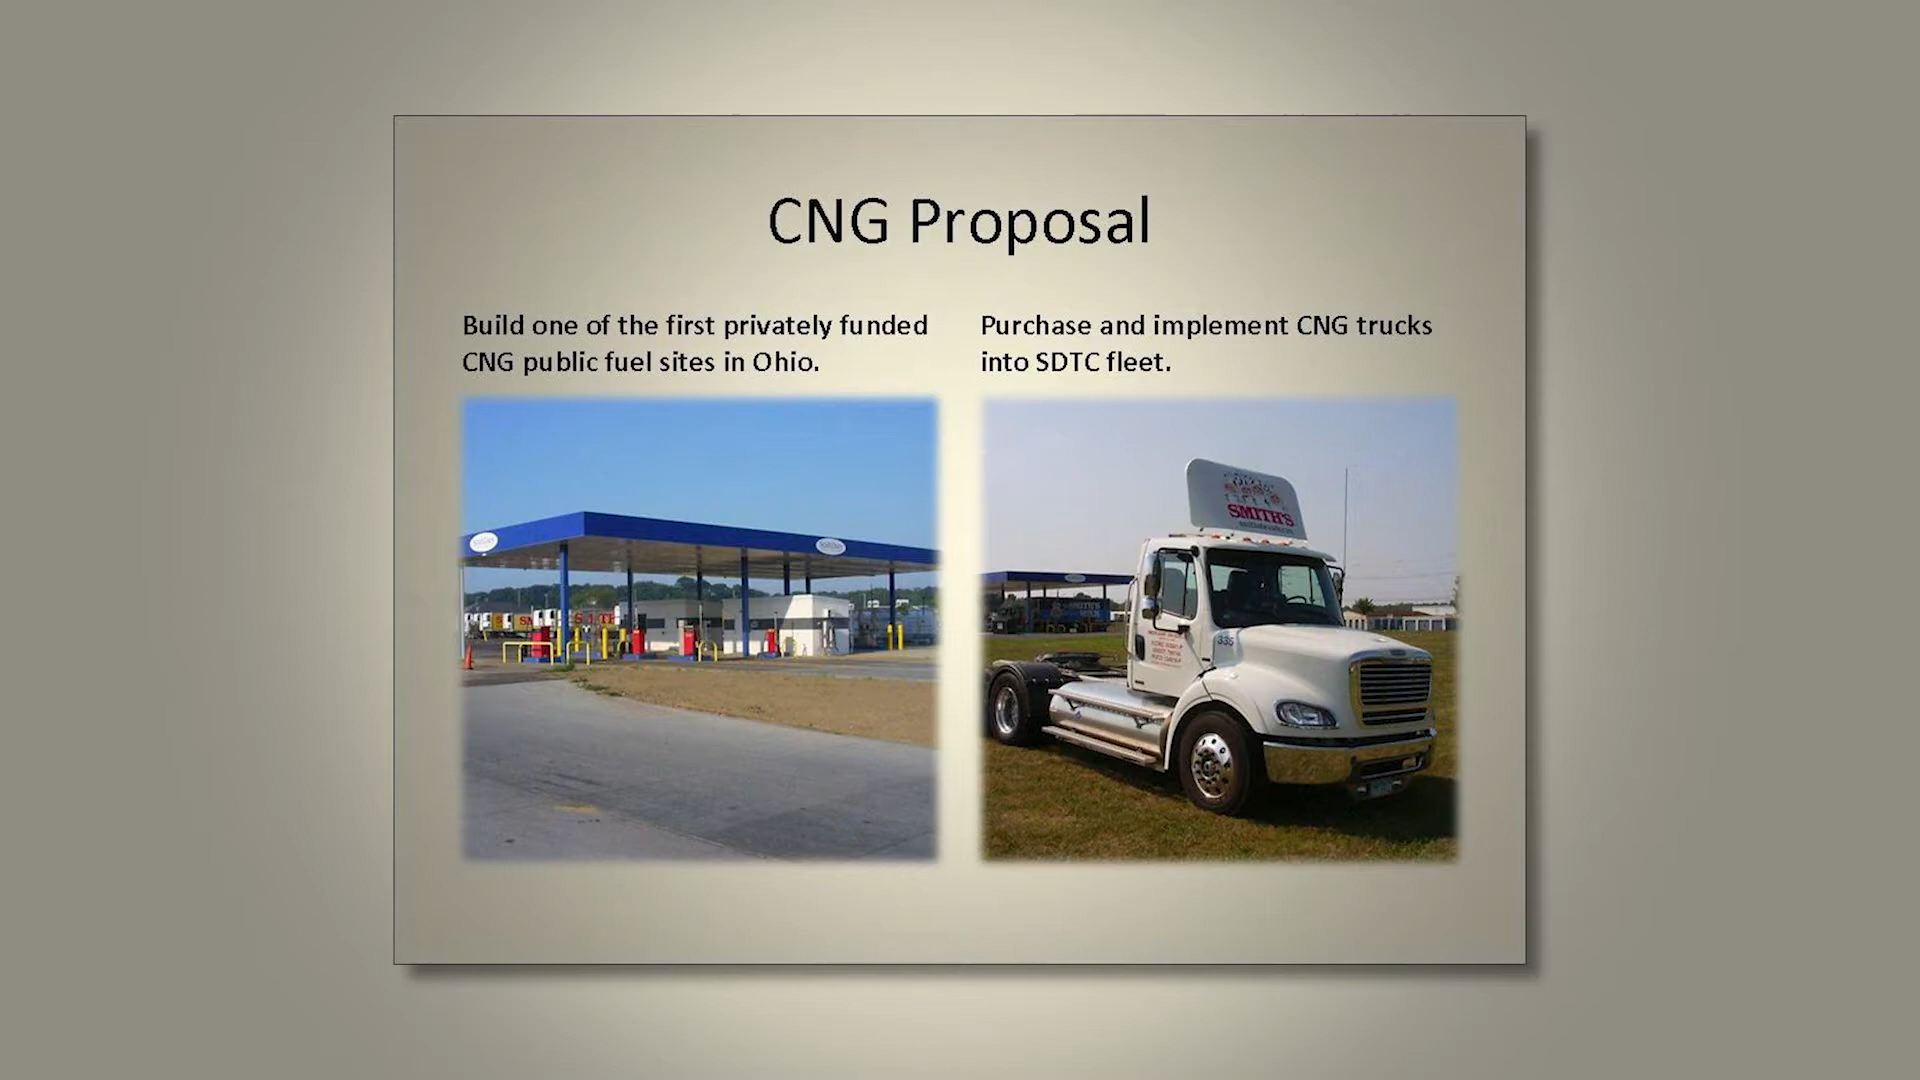 CNG Proposal
Build one of the first privately funded
CNG public fuel sites in Ohio.
Purchase and implement CNG trucks
into SDTC fleet.
SMITH'S
335